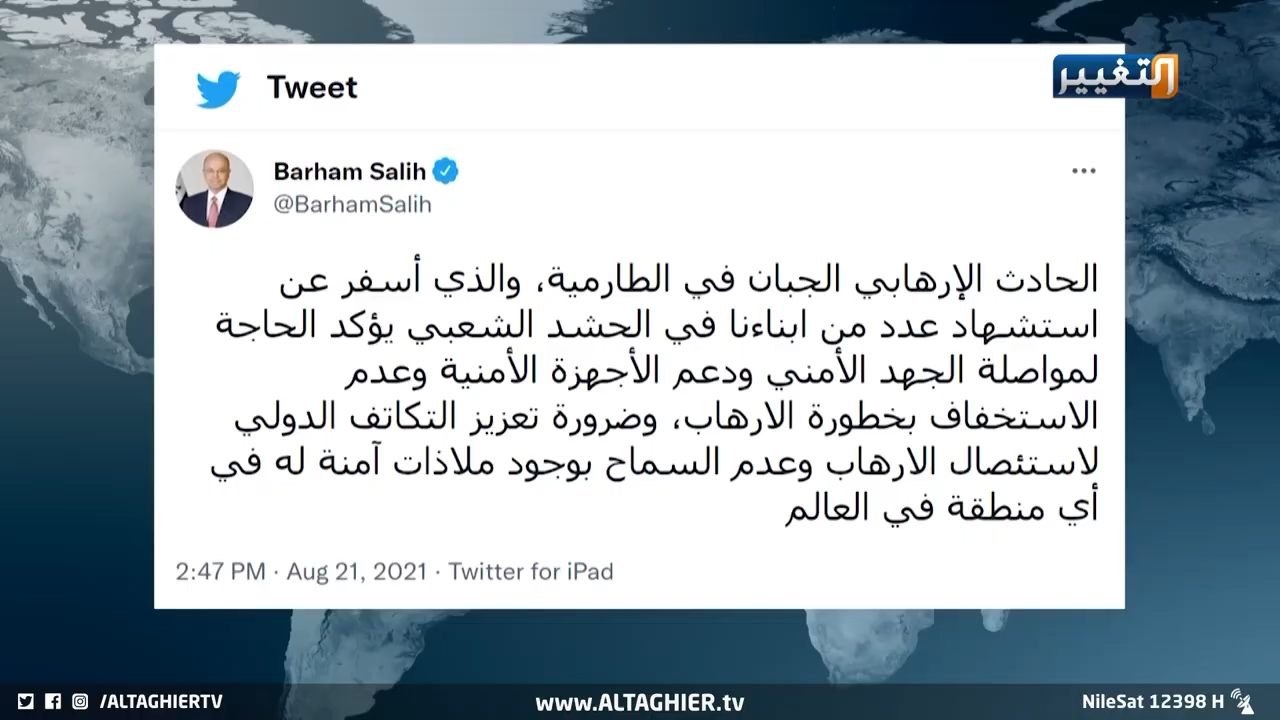 التغيير
Tweet
Barham Salih
@BarhamSalih
الحادث الإرهابي الجبان في الطارمية، والذي أسفر عن
استشهاد عدد من ابناءنا في الحشد الشعبي يؤكد الحاجة
لمواصلة الجهد الأمني ودعم الأجهزة الأمنية وعدم
الاستخفاف بخطورة الارهاب، وضرورة تعزيز التكاتف الدولي
لاستئصال الارهاب وعدم السماح بوجود ملاذات آمنة له في
أي منطقة في العالم
2:47 PM · Aug 21, 2021 · Twitter for iPad
/ALTAGHIERTV
www.ALTAGHIER.tv
NileSat 12398 H